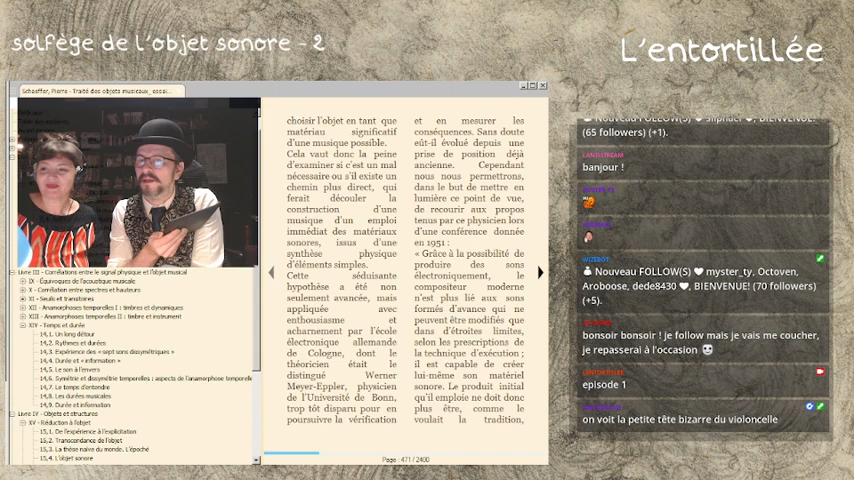 solfège de l'objet sonore - 2
L'entortillée
Schaeffer, Pierre - Traité des objets musicaux_ essai...
Livre III - Corrélations entre le signal physique et l'objet musical
IX - Équivoques de l'acoustique musicale
X - Corrélation entre spectres et hauteurs
XI - Seuils et transitoires
XII - Anamorphoses temporelles I : timbres et dynamiques
XIII - Anamorphoses temporelles II : timbre et instrument
XIV - Temps et durée
14,1. Un long détour
14,2. Rythmes et durées
14,3. Expérience des « sept sons dissymétriques »
14,4. Durée et « information »
14,5. Le son à l'envers
14,6. Symétrie et dissymétrie temporelles : aspects de l'anamorphose temporelle
14,7. Le temps d'entendre
14,8. Les durées musicales
14,9. Durée et information
Livre IV - Objets et structures
XV - Réduction à l'objet
15,1. De l'expérience à l'explicitation
15,2. Transcendance de l'objet
15,3. La thèse naïve du monde. L'époché
15,4. L'objet sonore
choisir l'objet en tant que
matériau significatif
d'une musique possible.
Cela vaut donc la peine
d'examiner si c'est un mal
nécessaire ou s'il existe un
chemin plus direct, qui
ferait découler la
construction d'une
musique d'un emploi
immédiat des matériaux
sonores, issus d'une
synthèse physique
d'éléments simples.
Cette séduisante
hypothèse a été non
seulement avancée, mais
appliquée avec
enthousiasme et
acharnement par l'école
électronique allemande
de Cologne, dont le
théoricien était le
distingué Werner
Meyer-Eppler, physicien
de l'Université de Bonn,
trop tôt disparu pour en
poursuivre la vérification
et en mesurer les
conséquences. Sans doute
eût-il évolué depuis une
prise de position déjà
ancienne. Cependant
nous nous permettrons,
dans le but de mettre en
lumière ce point de vue,
de recourir aux propos
tenus par ce physicien lors
d'une conférence donnée
en 1951 :
« Grâce à la possibilité de
produire des sons
électroniquement, le
compositeur moderne
n'est plus lié aux sons
formés d'avance qui ne
peuvent être modifiés que
dans d'étroites limites,
selon les prescriptions de
la technique d'exécution ;
il est capable de créer
lui-même son matériel
sonore. Le produit initial
qu'il emploie ne doit donc
plus être, comme le
voulait la tradition,
Page : 471 / 2400
(65 followers) (+1).
banjour !
WIZEBOT
Nouveau FOLLOW(S) myster_ty, Octoven,
Aroboose, dede8430 , BIENVENUE! (70 followers)
(+5).
bonsoir bonsoir ! je follow mais je vais me coucher,
je repasserai à l'occasion
episode 1
on voit la petite tête bizarre du violoncelle